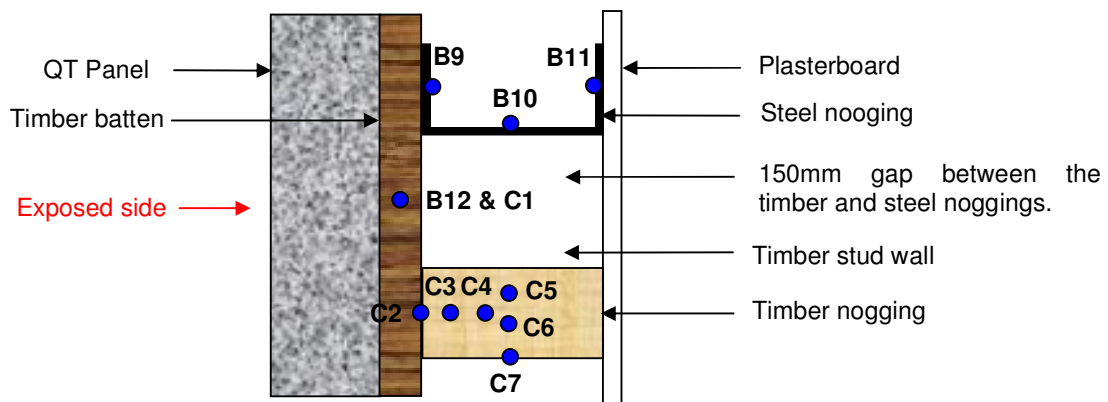 QT Panel
Timber batten
Exposed side
B9
B11
B10
B12 & C1
C3 C4
C5
C2
C6
C7
Plasterboard
Steel nooging
150mm gap between the
timber and steel noggings.
Timber stud wall
Timber nogging